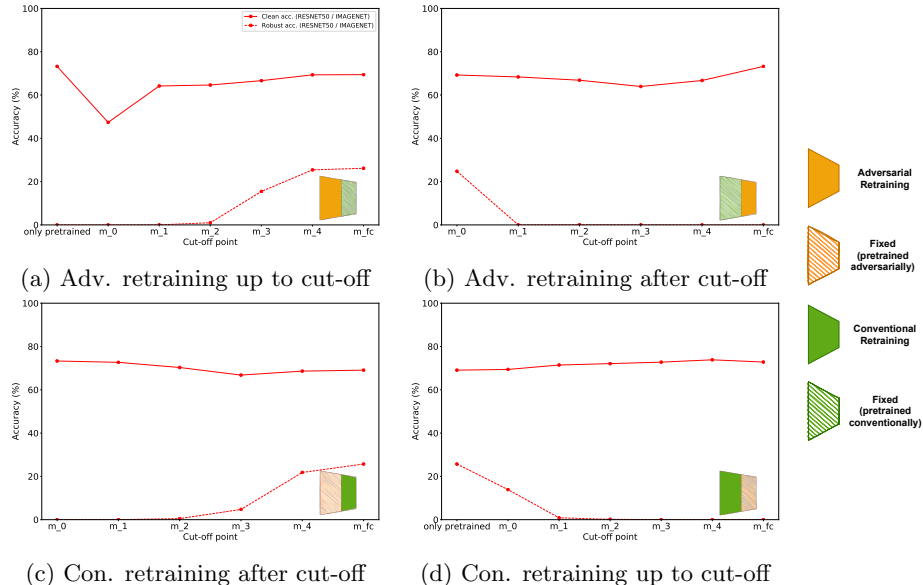 Clean acc. (RESNET50 / IMAGENET)
Robust acc. (RESNET50 / IMAGENET)
100
80
60
40
20
0
Accuracy (%)
only pretrained m_0 m_1 m_2 m_3 m_4 m_fc
Cut-off point
(a) Adv. retraining up to cut-off
100
80
60
40
20
0
Accuracy (%)
m_0 m_1 m_2 m_3 m_4 m_fc
Cut-off point
(b) Adv. retraining after cut-off
100
80
60
40
20
0
Accuracy (%)
m_0 m_1 m_2 m_3 m_4 m_fc
Cut-off point
(c) Con. retraining after cut-off
100
80
60
40
20
0
Accuracy (%)
only pretrained m_0 m_1 m_2 m_3 m_4 m_fc
Cut-off point
(d) Con. retraining up to cut-off
Adversarial
Retraining
Fixed
(pretrained
adversarially)
Conventional
Retraining
Fixed
(pretrained
conventionally)